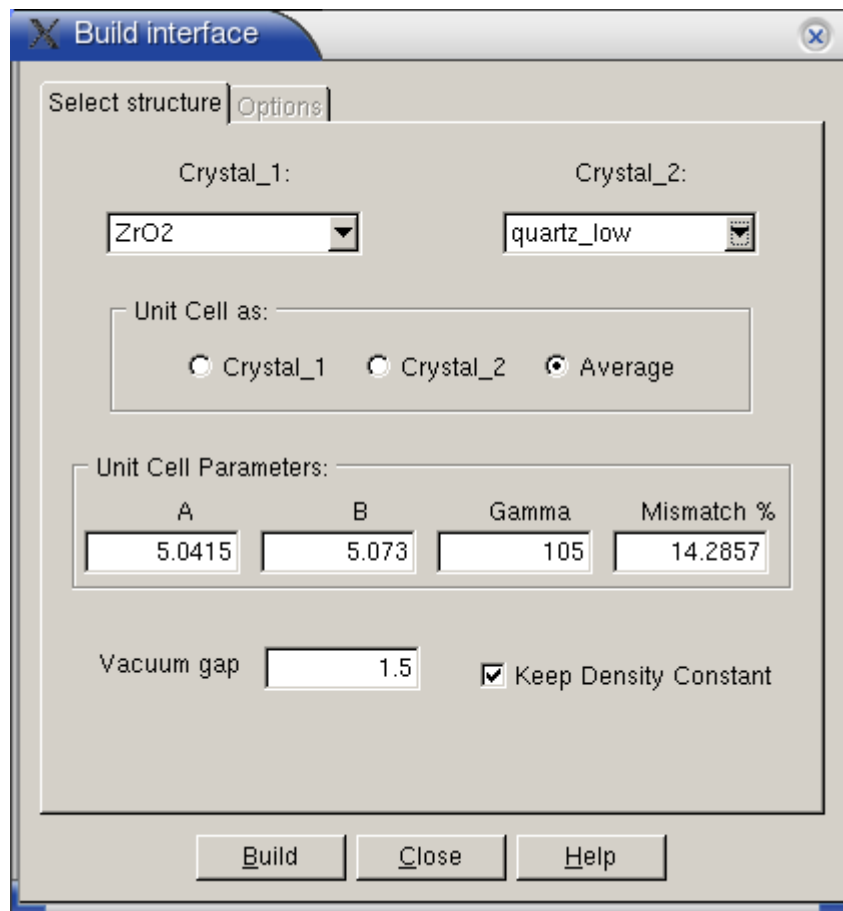 Build interface
Select structure Options
Crystal_1: Crystal_2:
ZrO2 quartz_low
Unit Cell as:
Crystal_1 Crystal_2 Average
Unit Cell Parameters:
A B Gamma Mismatch %
5.0415 5.073 105 14.2857
Vacuum gap 1.5 Keep Density Constant
Build Close Help